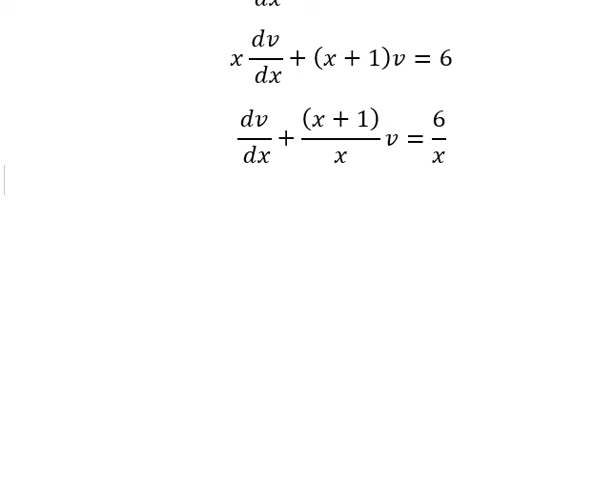 x dv/dx + (x + 1)v = 6
dv/dx + (x + 1)/x v = 6/x